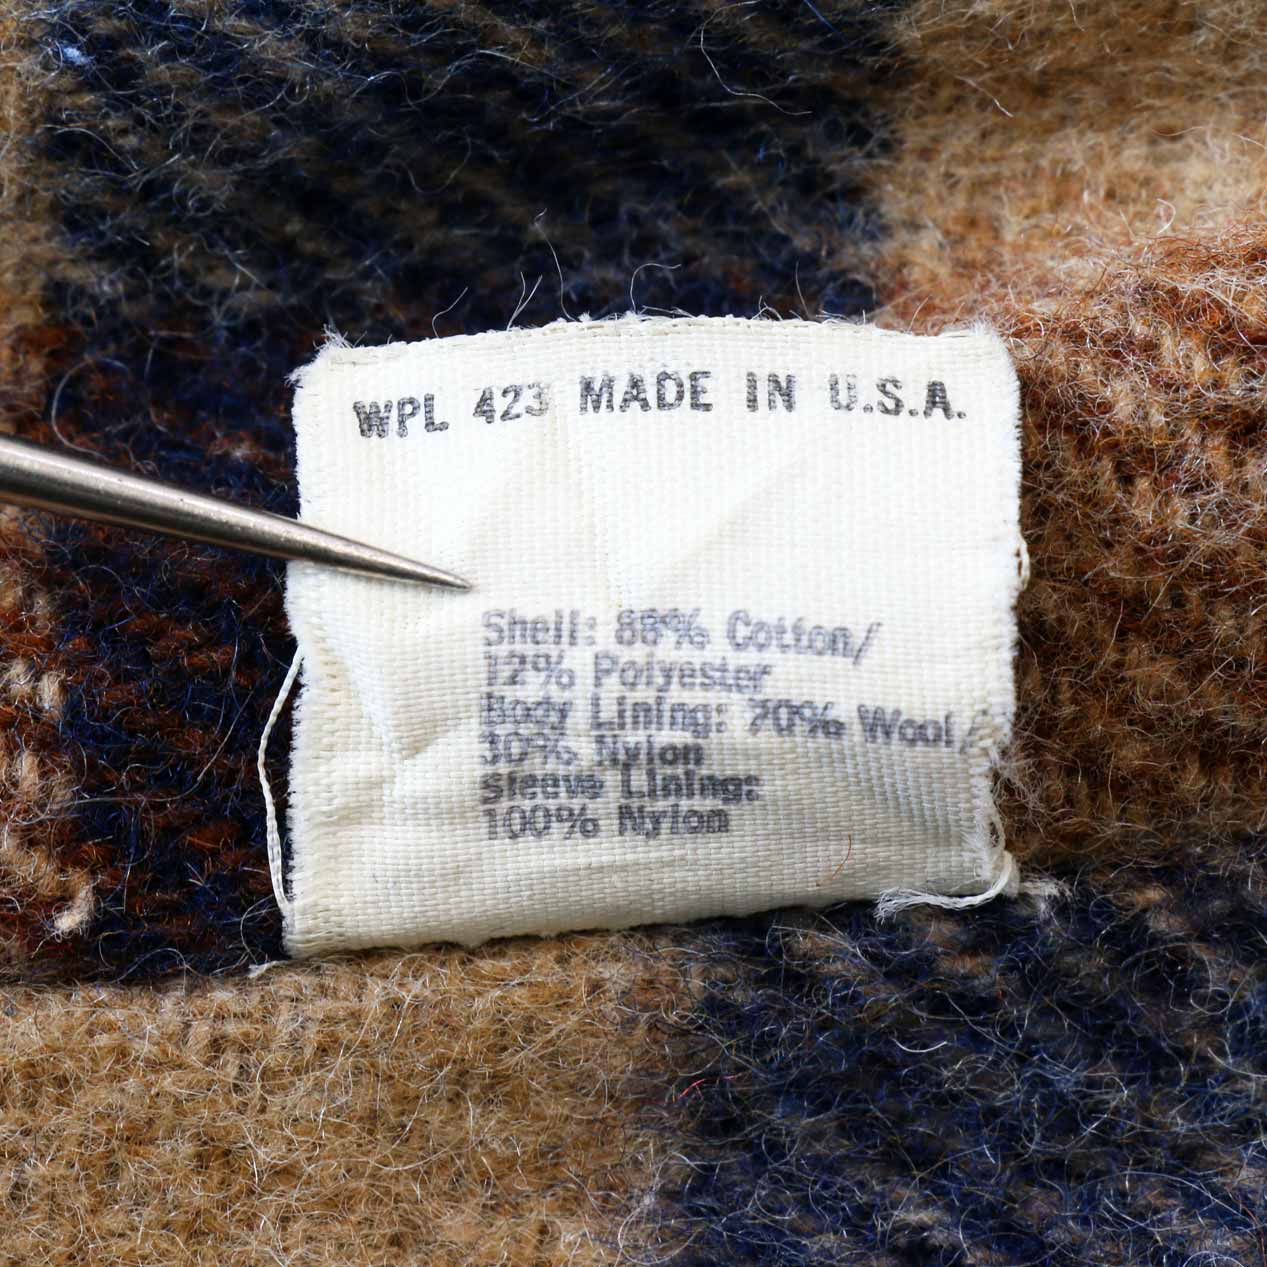 WPL 423 MADE IN U.S.A.
Shell: 88% Cotton/
12% Polyester
Body Lining: 70% Wool/
30% Nylon
Sleeve Lining:
100% Nylon